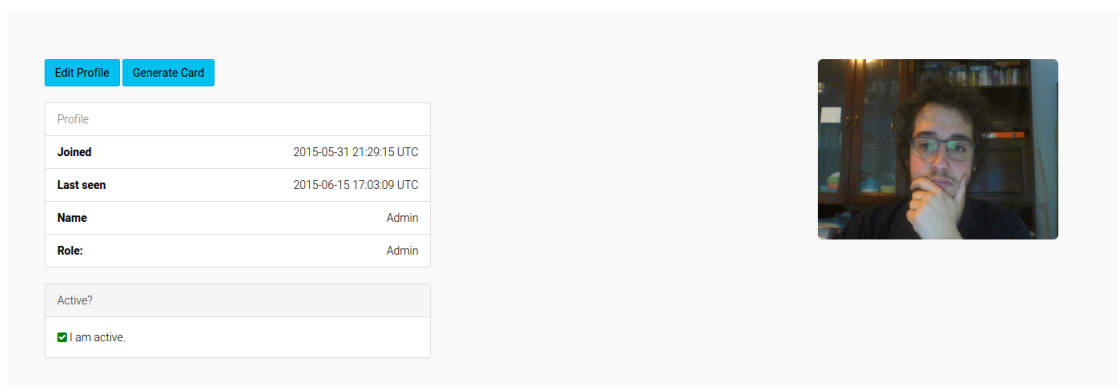 Edit Profile Generate Card
Profile
Joined 2015-05-31 21:29:15 UTC
Last seen 2015-06-15 17:03:09 UTC
Name Admin
Role: Admin
Active?
I am active.